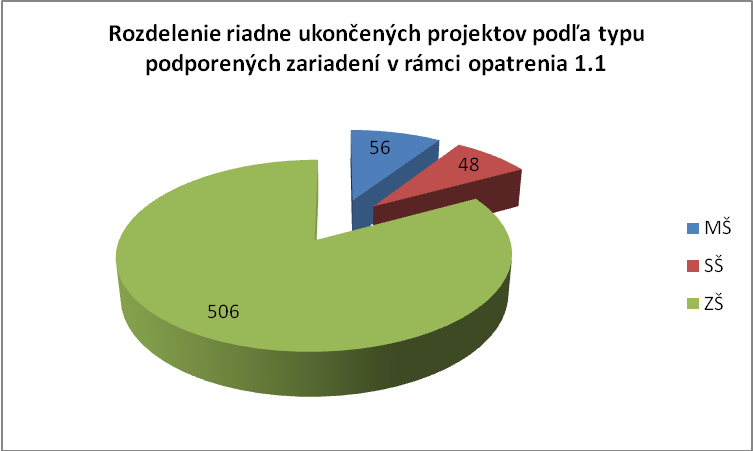 Rozdelenie riadne ukončených projektov podľa typu
podporených zariadení v rámci opatrenia 1.1
56
48
506
MŠ
SŠ
ZŠ